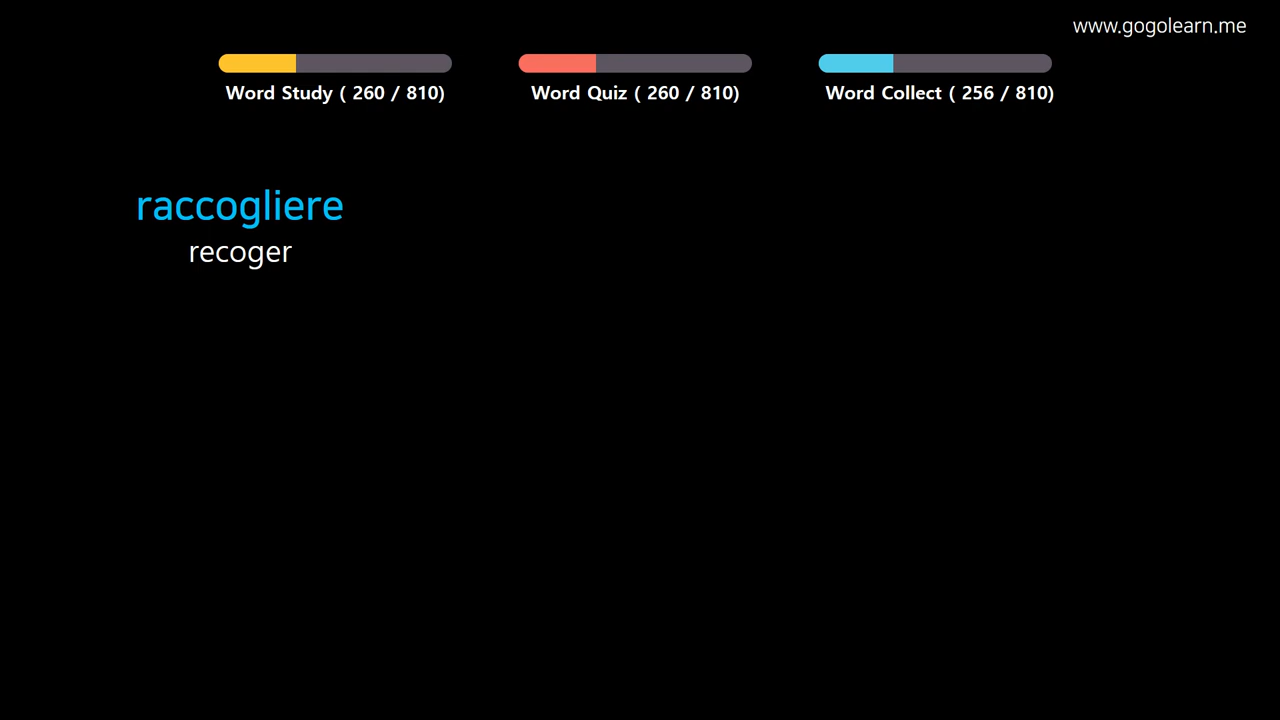 www.gogolearn.me
Word Study ( 260 / 810)
Word Quiz ( 260 / 810)
Word Collect ( 256 / 810)
raccogliere
recoger